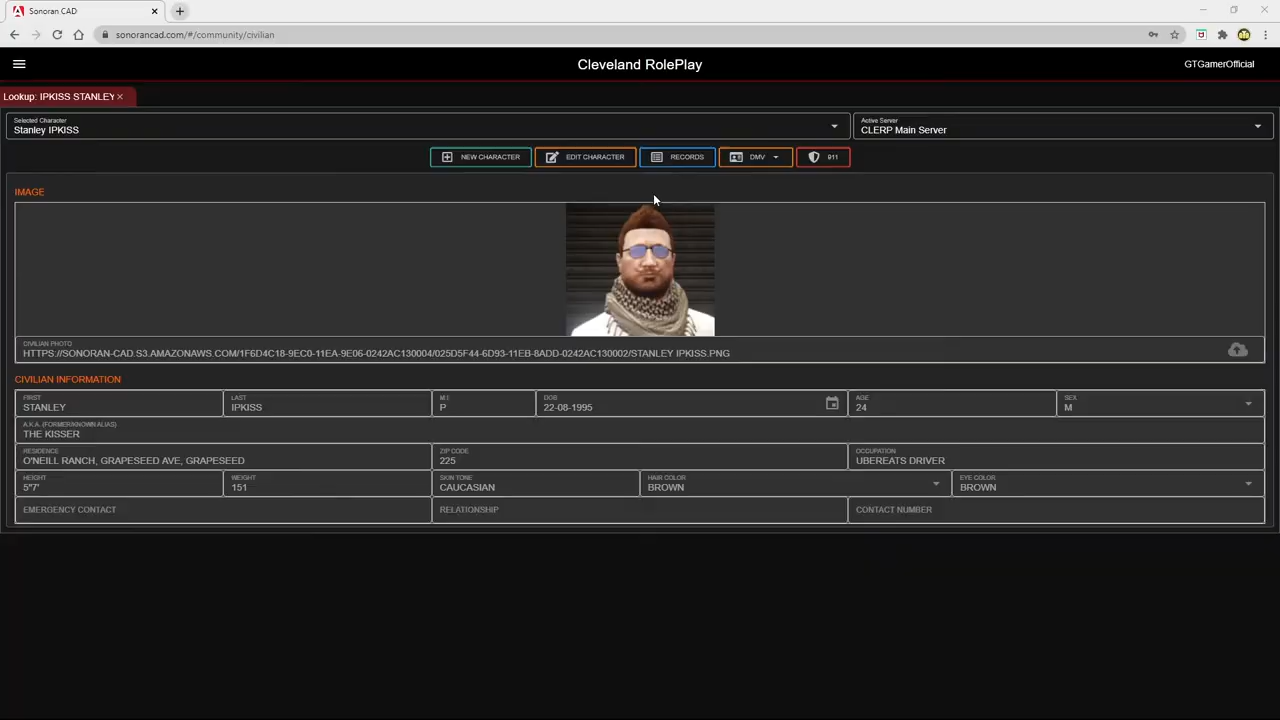 Sonoran CAD
sonorancad.com/#/community/civilian
Cleveland RolePlay
GTGamerOfficial
Lookup: IPKISS STANLEY
Selected Character
Stanley IPKISS
Active Server
CLERP Main Server
NEW CHARACTER
EDIT CHARACTER
RECORDS
DMV
911
IMAGE
CIVILIAN PHOTO
HTTPS://SONORAN-CAD.S3.AMAZONAWS.COM/1F6D4C18-9EC0-11EA-9E06-0242AC130004/025D5F44-6D93-11EB-8ADD-0242AC130002/STANLEY IPKISS.PNG
CIVILIAN INFORMATION
FIRST
STANLEY
LAST
IPKISS
M.I.
P
DOB
22-08-1995
AGE
24
SEX
M
A.K.A. (FORMER/KNOWN ALIAS)
THE KISSER
RESIDENCE
O'NEILL RANCH, GRAPESEED AVE, GRAPESEED
ZIP CODE
225
OCCUPATION
UBEREATS DRIVER
HEIGHT
5"7'
WEIGHT
151
SKIN TONE
CAUCASIAN
HAIR COLOR
BROWN
EYE COLOR
BROWN
EMERGENCY CONTACT
RELATIONSHIP
CONTACT NUMBER